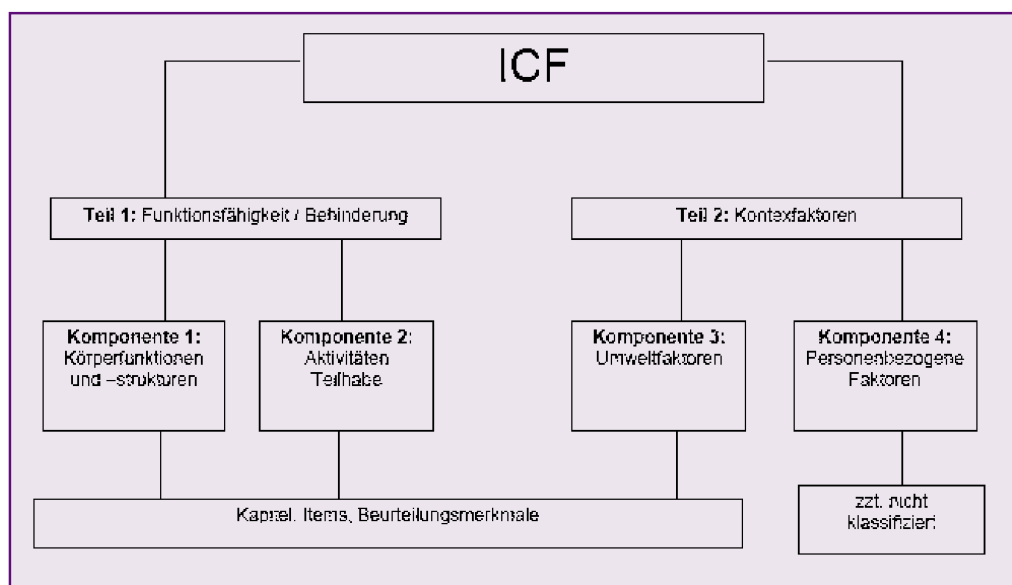 ICF
Teil 1: Funktionsfähigkeit / Behinderung
Teil 2: Kontexfaktoren
Komponente 1:
Körperfunktionen
und –strukturen
Komponente 2:
Aktivitäten
Teilhabe
Komponente 3:
Umweltfaktoren
Komponente 4:
Personenbezogene
Faktoren
Kapitel, Items, Beurteilungsmerkmale
zzt. nicht
klassifiziert